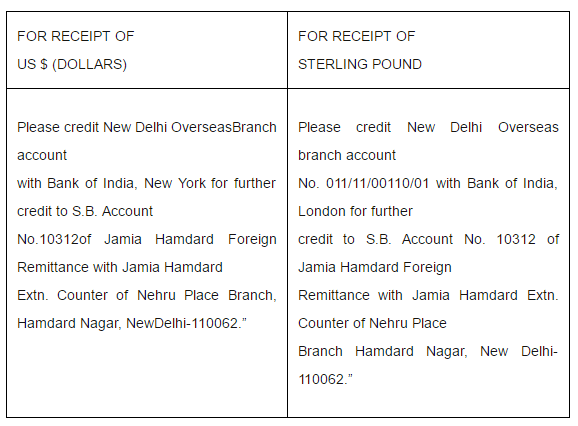 FOR RECEIPT OF
US $ (DOLLARS)
FOR RECEIPT OF
STERLING POUND
Please credit New Delhi OverseasBranch
account
with Bank of India, New York for further
credit to S.B. Account
No.10312of Jamia Hamdard Foreign
Remittance with Jamia Hamdard
Extn. Counter of Nehru Place Branch,
Hamdard Nagar, NewDelhi-110062.”
Please credit New Delhi Overseas
branch account
No. 011/11/00110/01 with Bank of India,
London for further
credit to S.B. Account No. 10312 of
Jamia Hamdard Foreign
Remittance with Jamia Hamdard Extn.
Counter of Nehru Place
Branch Hamdard Nagar, New Delhi-
110062.”